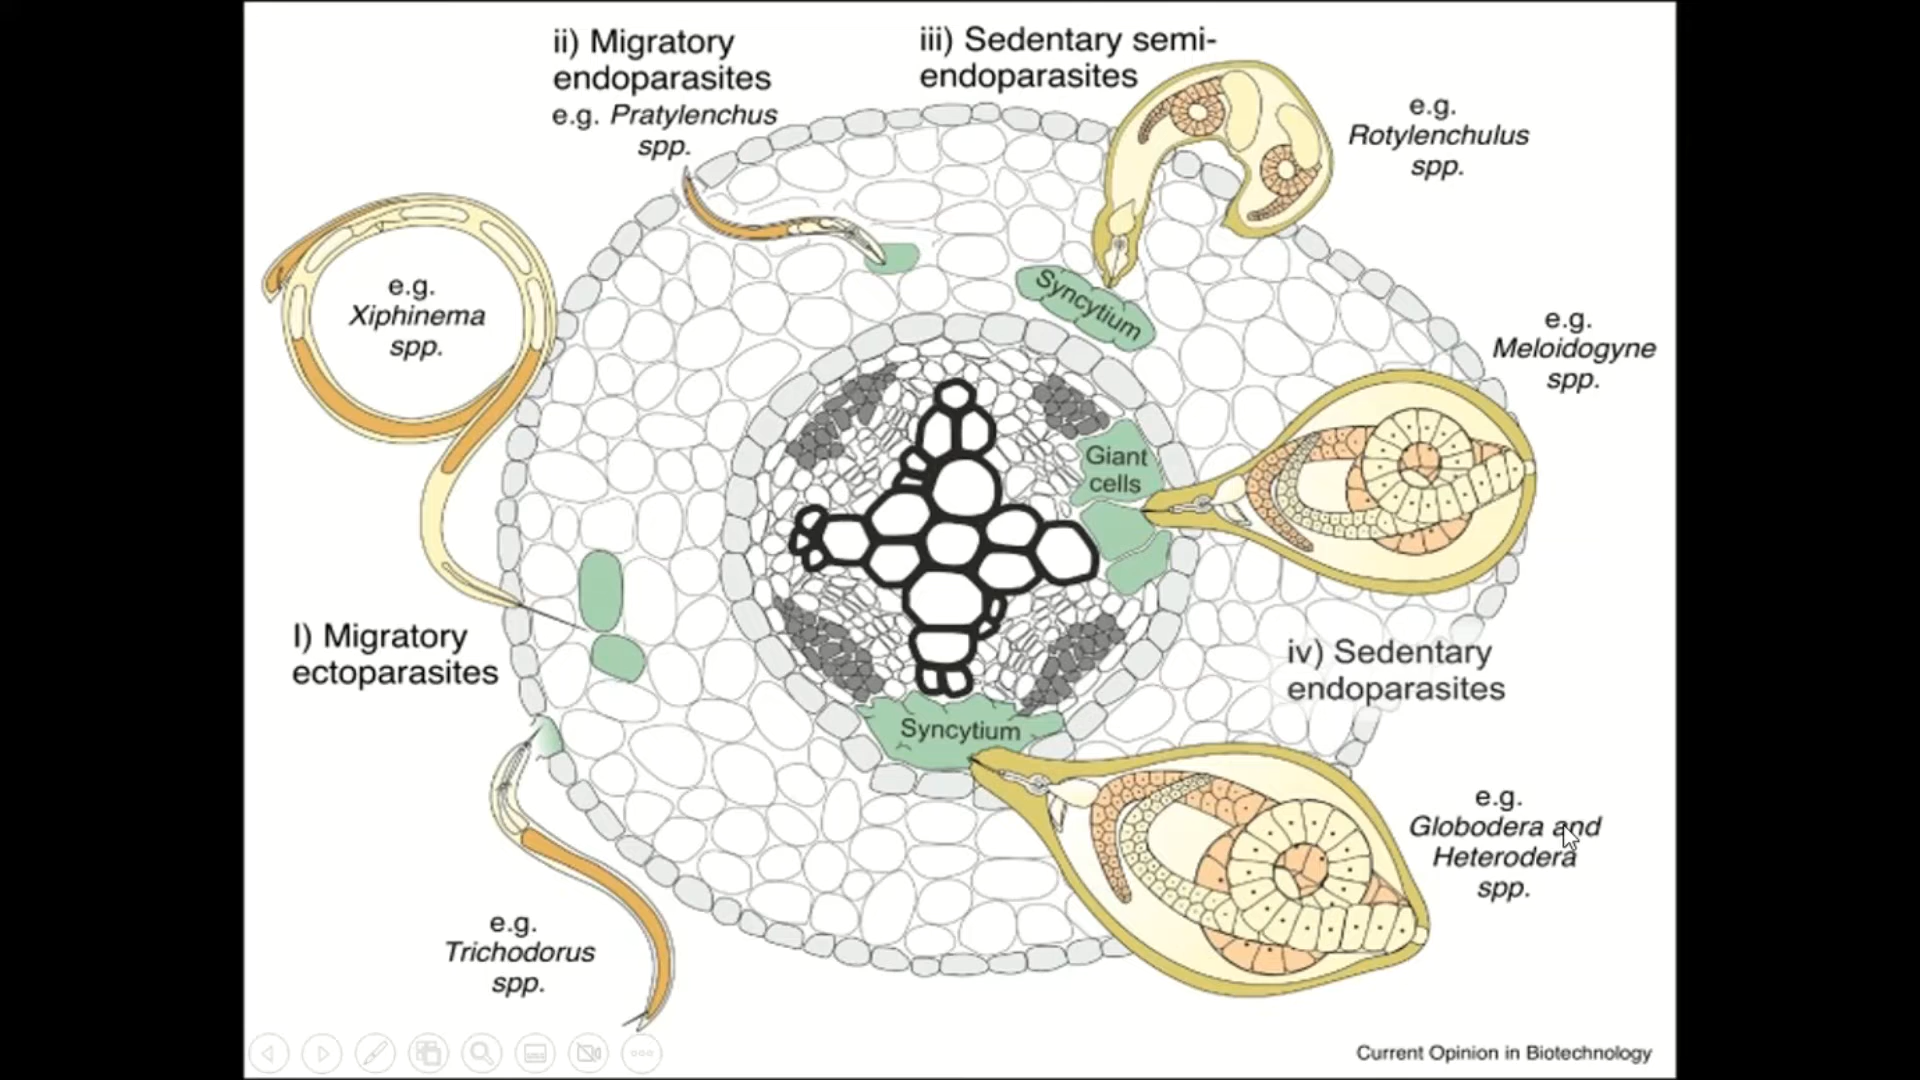 ii) Migratory
endoparasites
e.g. Pratylenchus
spp.
iii) Sedentary semi-
endoparasites
e.g.
Rotylenchulus
spp.
e.g.
Xiphinema
spp.
Syncytium
e.g.
Meloidogyne
spp.
Giant
cells
I) Migratory
ectoparasites
iv) Sedentary
endoparasites
Syncytium
e.g.
Globodera and
Heterodera
spp.
e.g.
Trichodorus
spp.
Current Opinion in Biotechnology